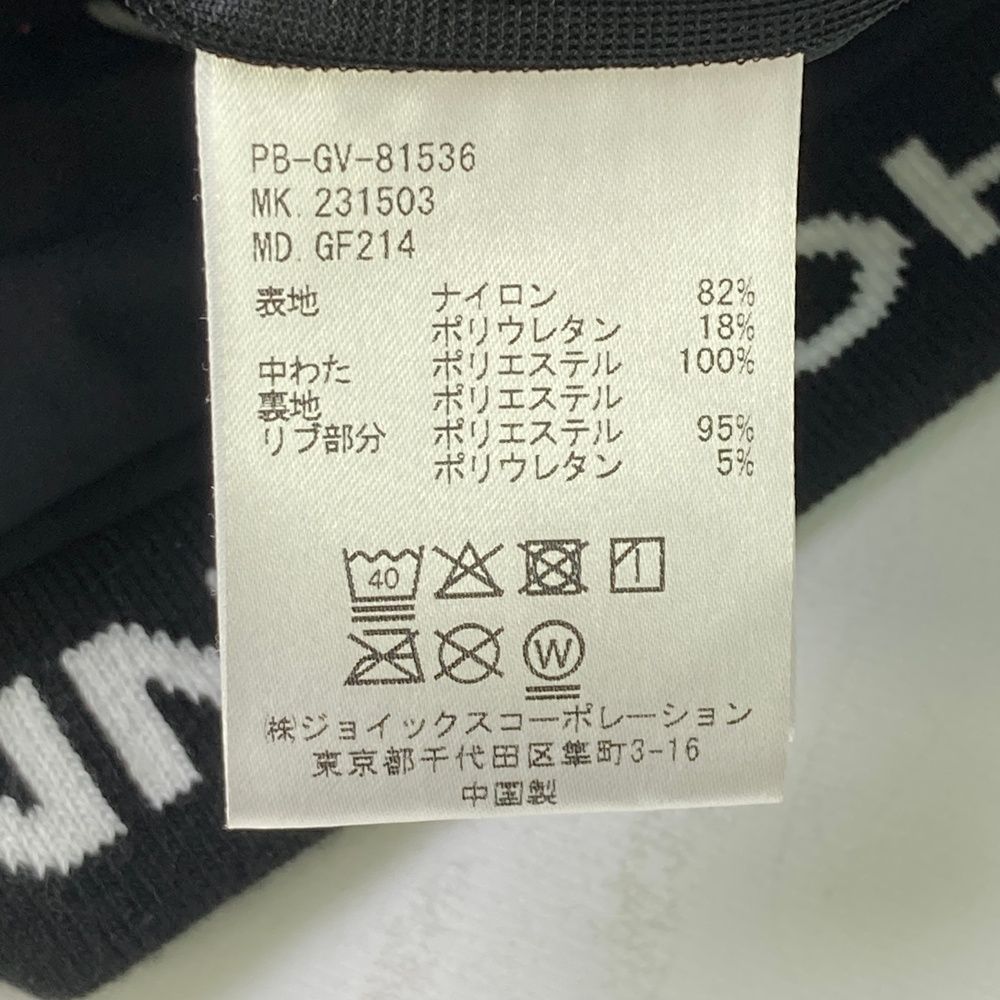 PB-GV-81536
MK. 231503
MD. GF214
表地 ナイロン 82%
ポリウレタン 18%
中わた ポリエステル 100%
裏地 ポリエステル
リブ部分 ポリエステル 95%
ポリウレタン 5%
40
W
㈱ジョイックスコーポレーション
東京都千代田区隼町3-16
中国製